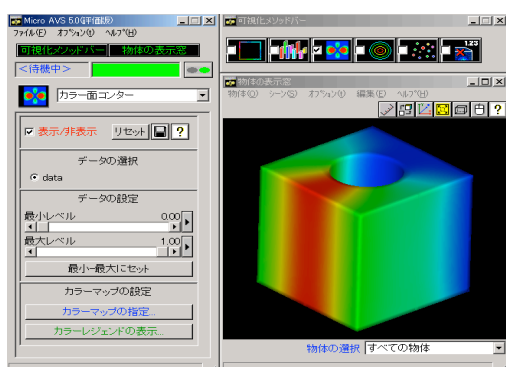 Micro AVS 5.0(平面版)
ファイル(E) オプション(t) ヘルプ(H)
可視化メソッドバー 物体の表示窓
<待機中>
カラー面コンター
表示/非表示 リセット ?
データの選択
data
データの設定
最小レベル 0.00
最大レベル 1.00
最小-最大にセット
カラーマップの設定
カラーマップの指定...
カラーレジェンドの表示...
可視化メソッドバー
1.23
物体の表示窓
物体(O) シーン(S) オプション(t) 編集(E) ヘルプ(H)
?
物体の選択 すべての物体